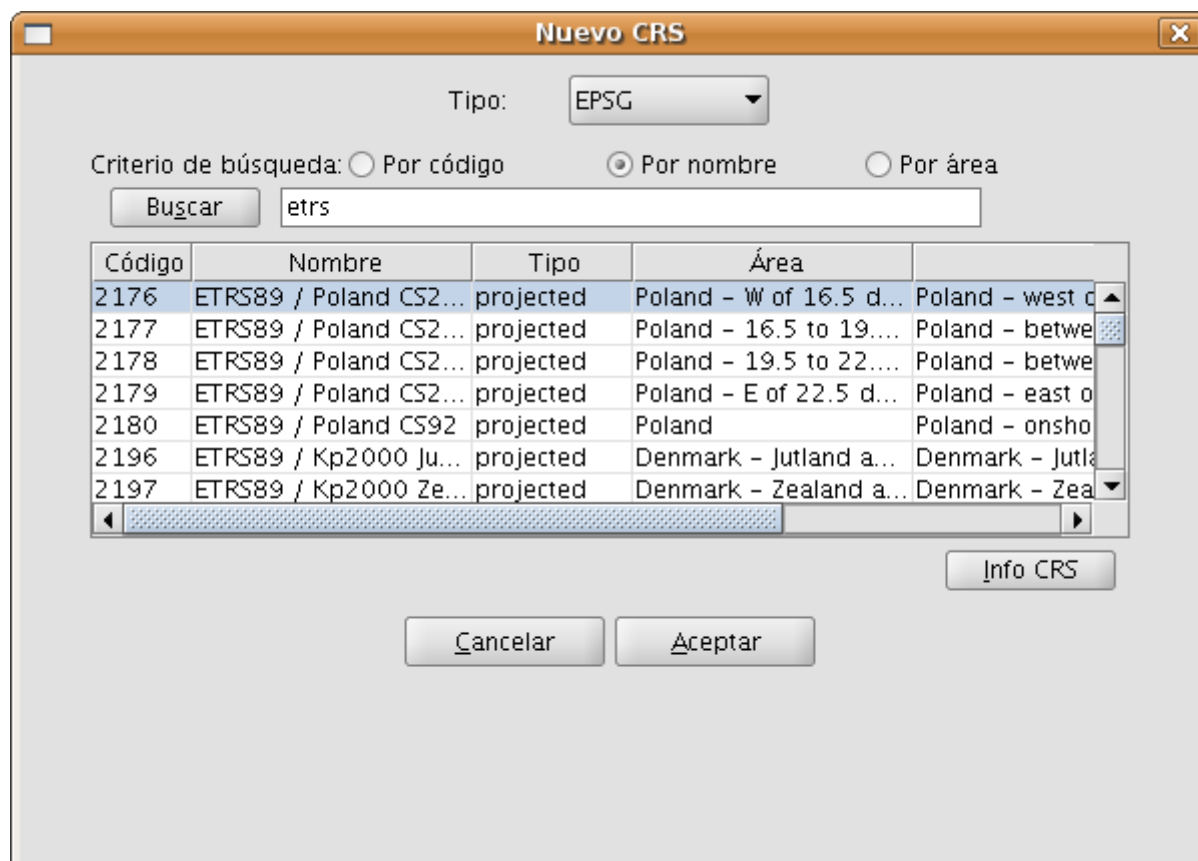 Nuevo CRS
Tipo: EPSG
Criterio de búsqueda: Por código Por nombre Por área
Buscar etrs
Código Nombre Tipo Área
2176 ETRS89 / Poland CS2... projected Poland - W of 16.5 d... Poland - west
2177 ETRS89 / Poland CS2... projected Poland - 16.5 to 19.... Poland - betwe
2178 ETRS89 / Poland CS2... projected Poland - 19.5 to 22.... Poland - betwe
2179 ETRS89 / Poland CS2... projected Poland - E of 22.5 d... Poland - east o
2180 ETRS89 / Poland CS92 projected Poland Poland - onsho
2196 ETRS89 / Kp2000 Ju... projected Denmark - Jutland a... Denmark - Jutla
2197 ETRS89 / Kp2000 Ze... projected Denmark - Zealand a... Denmark - Zea
Info CRS
Cancelar Aceptar